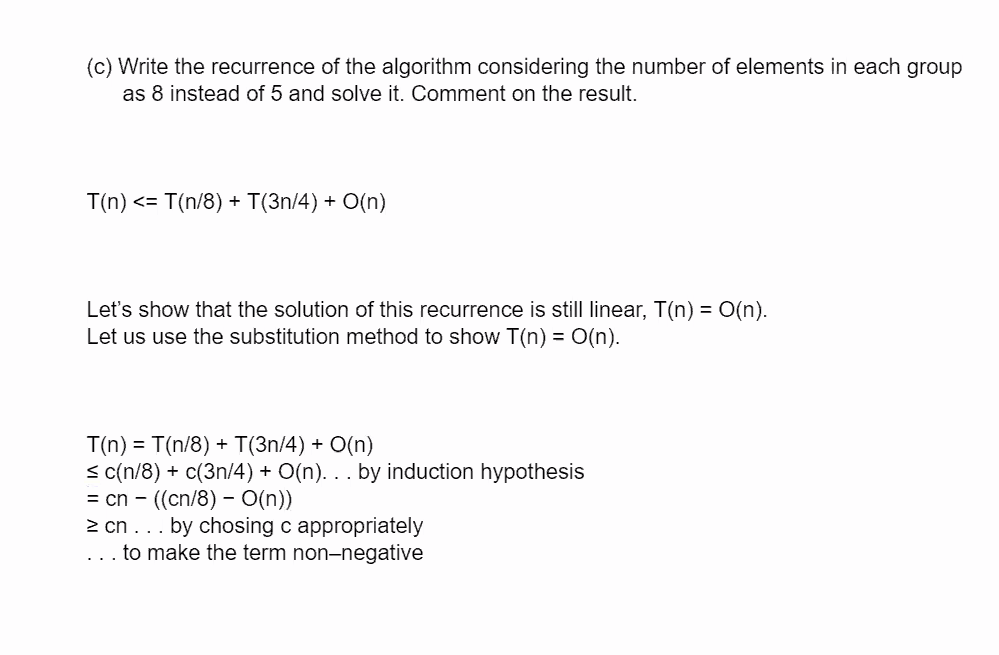 (c) Write the recurrence of the algorithm considering the number of elements in each group
as 8 instead of 5 and solve it. Comment on the result.
T(n) <= T(n/8) + T(3n/4) + O(n)
Let’s show that the solution of this recurrence is still linear, T(n) = O(n).
Let us use the substitution method to show T(n) = O(n).
T(n) = T(n/8) + T(3n/4) + O(n)
≤ c(n/8) + c(3n/4) + O(n). . . by induction hypothesis
= cn − ((cn/8) − O(n))
≥ cn . . . by chosing c appropriately
. . . to make the term non–negative